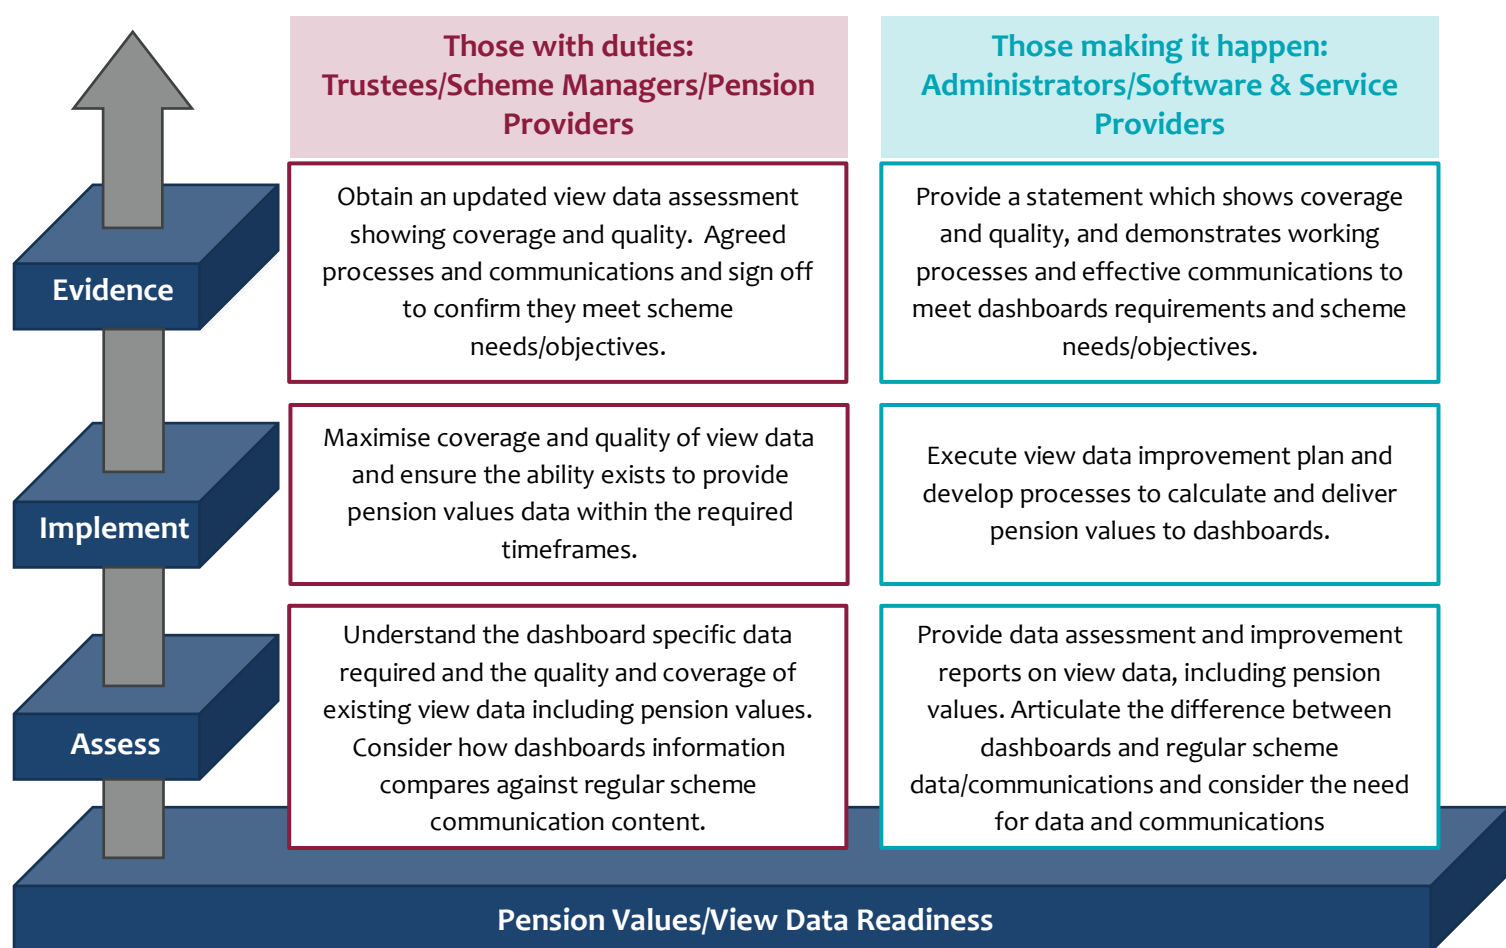 Those with duties:
Trustees/Scheme Managers/Pension
Providers
Those making it happen:
Administrators/Software & Service
Providers
Evidence
Obtain an updated view data assessment
showing coverage and quality.  Agreed
processes and communications and sign off
to confirm they meet scheme
needs/objectives.
Provide a statement which shows coverage
and quality, and demonstrates working
processes and effective communications to
meet dashboards requirements and scheme
needs/objectives.
Implement
Maximise coverage and quality of view data
and ensure the ability exists to provide
pension values data within the required
timeframes.
Execute view data improvement plan and
develop processes to calculate and deliver
pension values to dashboards.
Assess
Understand the dashboard specific data
required and the quality and coverage of
existing view data including pension values.
Consider how dashboards information
compares against regular scheme
communication content.
Provide data assessment and improvement
reports on view data, including pension
values. Articulate the difference between
dashboards and regular scheme
data/communications and consider the need
for data and communications
Pension Values/View Data Readiness